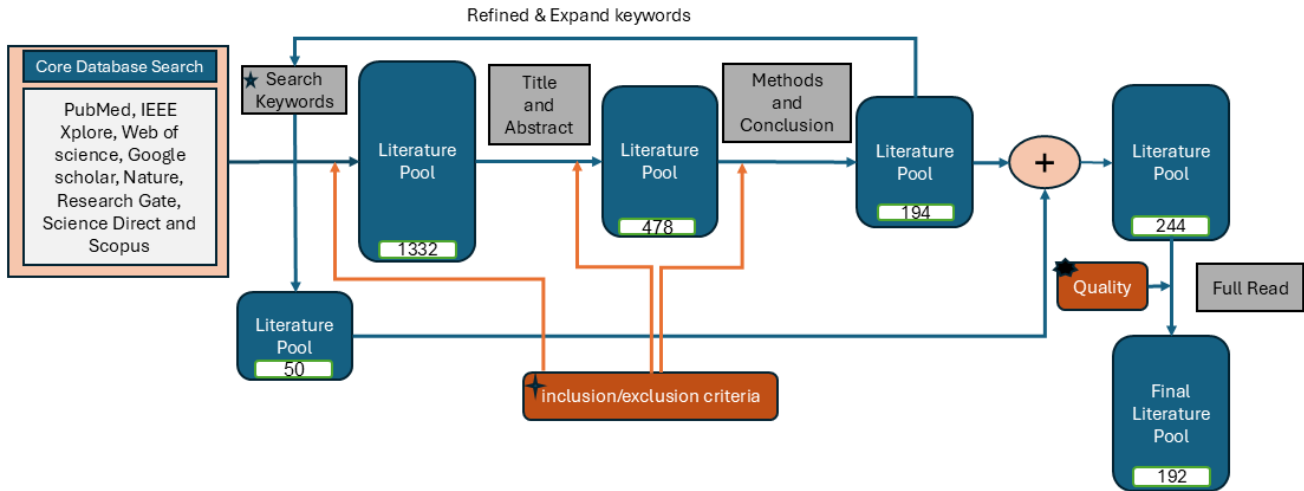 Refined & Expand keywords
Core Database Search
PubMed, IEEE
Xplore, Web of
science, Google
scholar, Nature,
Research Gate,
Science Direct and
Scopus
Search
Keywords
Literature
Pool
1332
Title
and
Abstract
Literature
Pool
478
Methods
and
Conclusion
Literature
Pool
194
+
Literature
Pool
244
Literature
Pool
50
inclusion/exclusion criteria
Quality
Full Read
Final
Literature
Pool
192